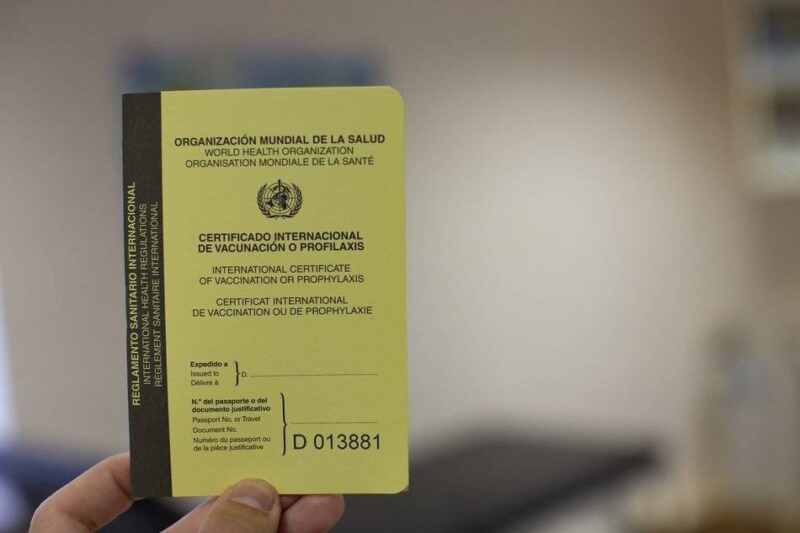 ORGANIZACIÓN MUNDIAL DE LA SALUD
WORLD HEALTH ORGANIZATION
ORGANISATION MONDIALE DE LA SANTÉ
CERTIFICADO INTERNACIONAL
DE VACUNACIÓN O PROFILAXIS
INTERNATIONAL CERTIFICATE
OF VACCINATION OR PROPHYLAXIS
CERTIFICAT INTERNATIONAL
DE VACCINATION OU DE PROPHYLAXIE
Expedido a
Issued to
Délivre à
D.
N.º del pasaporte o del
documento justificativo
Passport No. or Travel
Document No.
Numéro du passeport ou
de la pièce justificative
D 013881
REGLAMENTO SANITARIO INTERNACIONAL
INTERNATIONAL HEALTH REGULATIONS
RÈGLEMENT SANITAIRE INTERNATIONAL